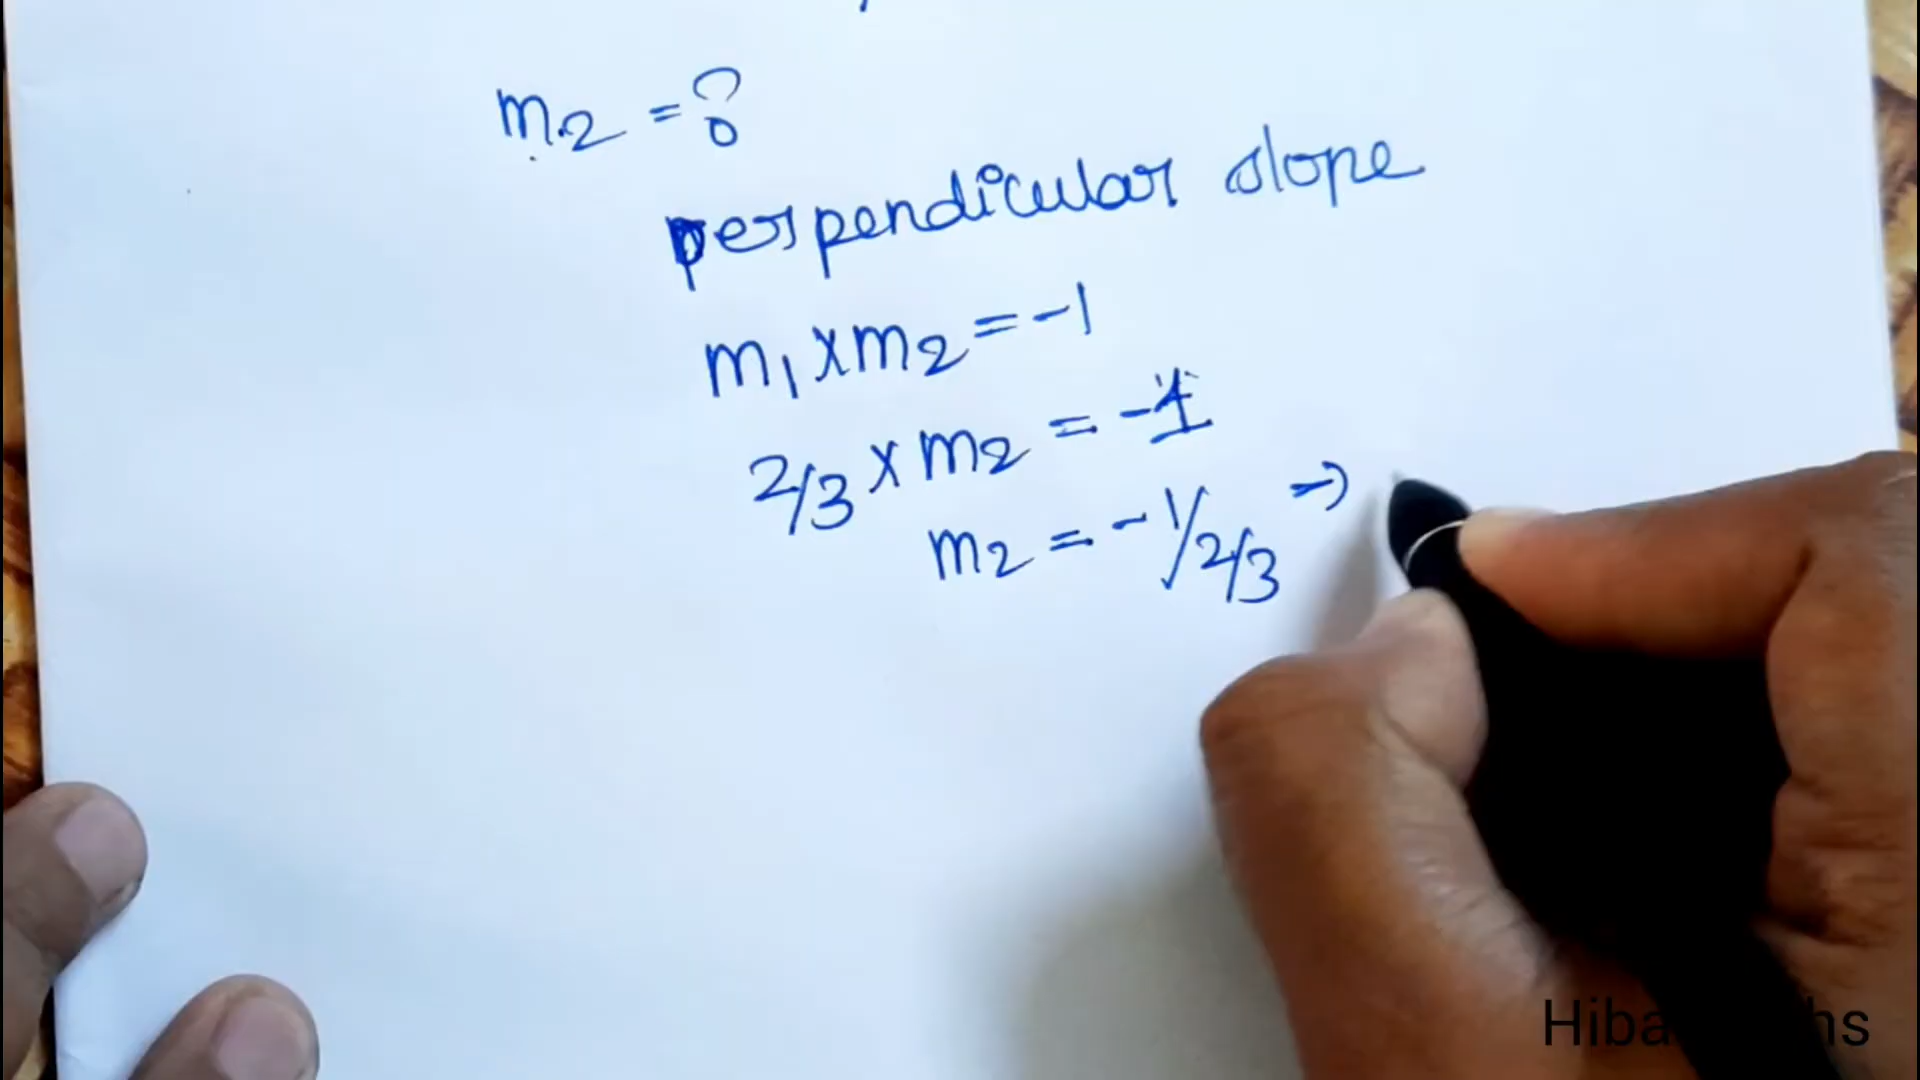 m2 = ?
perpendicular slope
m1 x m2 = -1
2/3 x m2 = -1
m2 = -1/2/3 →